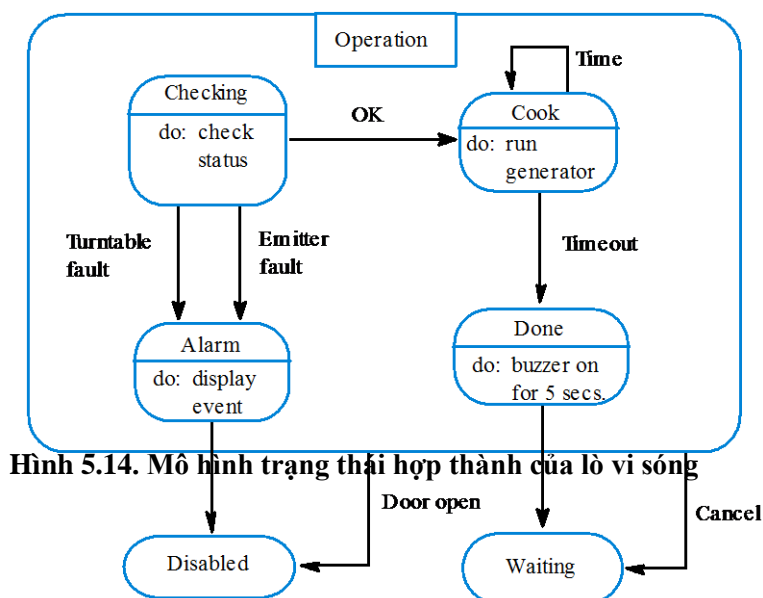 Operation
Checking
do: check
status
OK
Time
Cook
do: run
generator
Turntable
fault
Emitter
fault
Timeout
Alarm
do: display
event
Done
do: buzzer on
for 5 secs.
Hình 5.14. Mô hình trạng thái hợp thành của lò vi sóng
Door open
Cancel
Disabled
Waiting